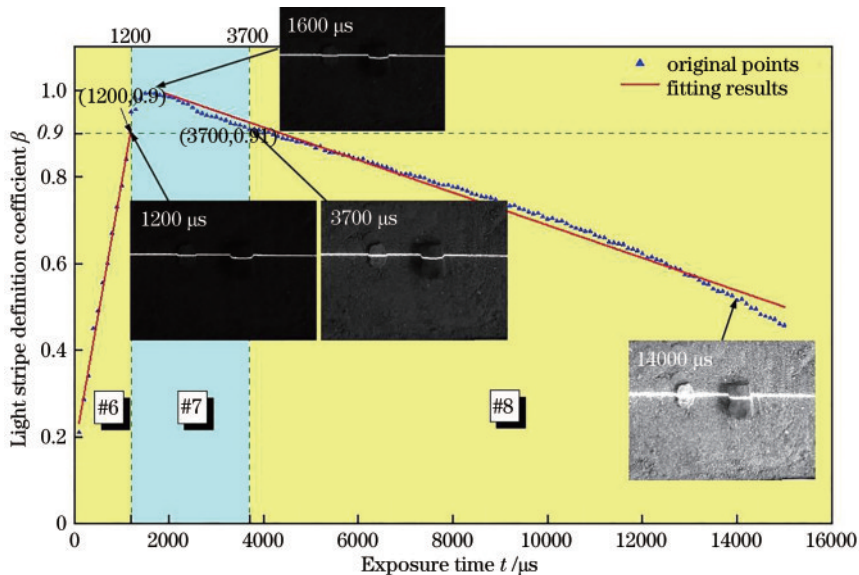 1600 μs
1200
3700
original points
fitting results
1.0
(1200,0.9)
0.9
(3700,0.91)
0.8
1200 μs
3700 μs
0.6
0.4
14000 μs
#6
#7
#8
0.2
0
0
2000
4000
6000
8000
10000
12000
14000
16000
Light stripe definition coefficient β
Exposure time t /μs